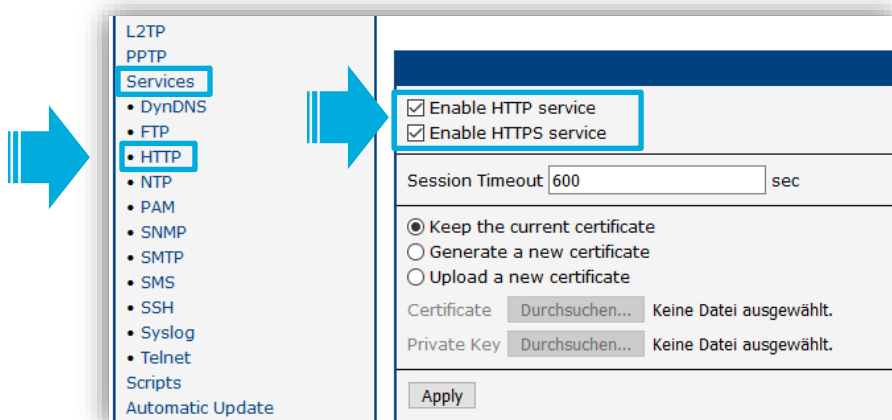 L2TP
PPTP
Services
• DynDNS
• FTP
• HTTP
• NTP
• PAM
• SNMP
• SMTP
• SMS
• SSH
• Syslog
• Telnet
Scripts
Automatic Update
Enable HTTP service
Enable HTTPS service
Session Timeout 600 sec
Keep the current certificate
Generate a new certificate
Upload a new certificate
Certificate Durchsuchen... Keine Datei ausgewählt.
Private Key Durchsuchen... Keine Datei ausgewählt.
Apply